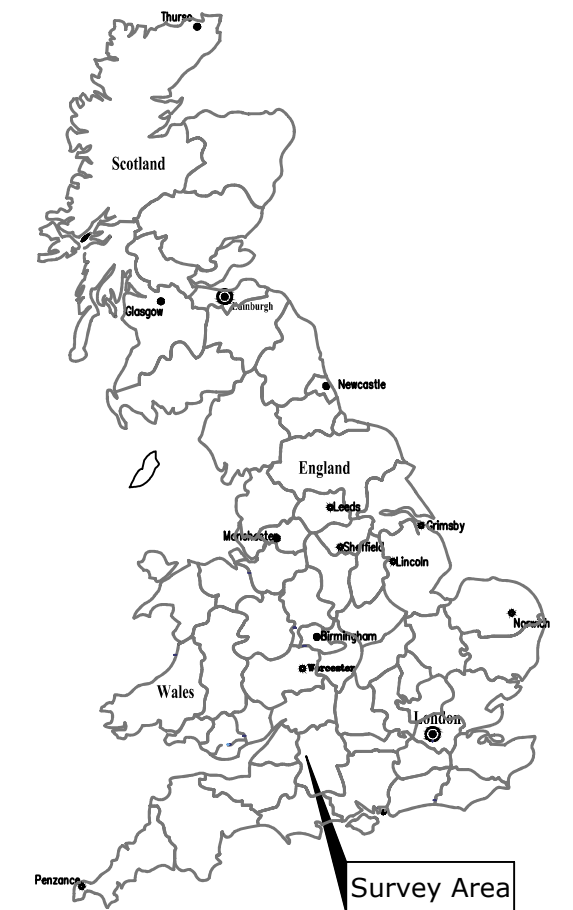 Thurso
Scotland
Edinburgh
Glasgow
Newcastle
England
Leeds
Grimsby
Manchester
Sheffield
Lincoln
Norwich
Birmingham
Worcester
Wales
London
Penzance
Survey Area